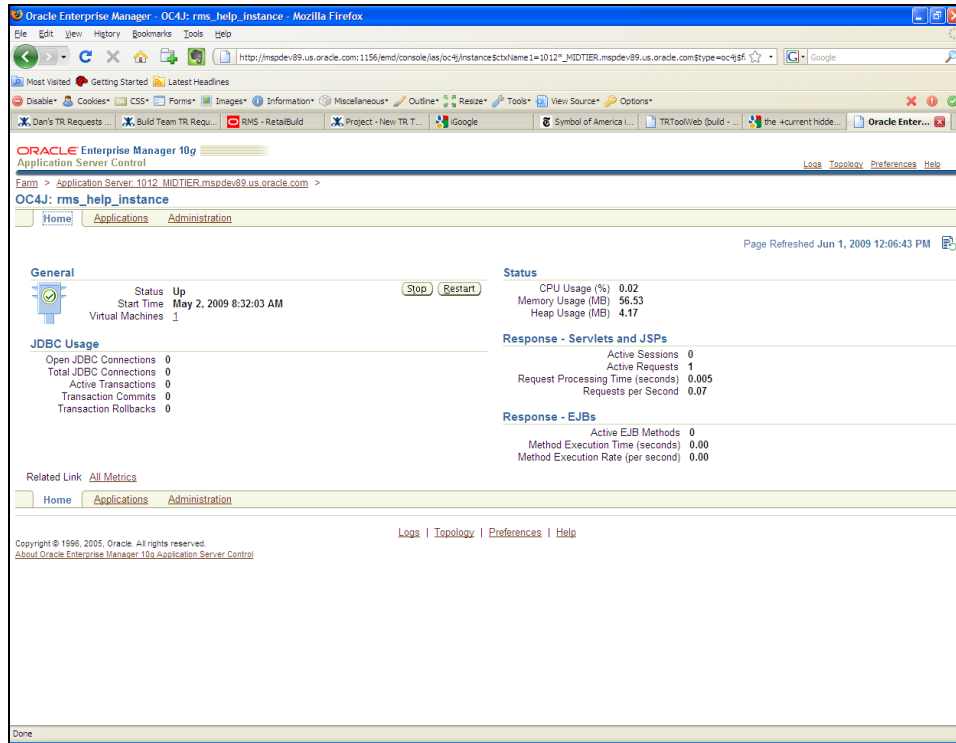 Oracle Enterprise Manager - OC4J: rms_help_instance - Mozilla Firefox
File Edit View History Bookmarks Tools Help
http://mspdev89.us.oracle.com:1156/emd/console/ias/oc4j/instance$ctxName1=1012*_MIDTIER.mspdev89.us.oracle.com$type=oc4j$f
Google
Most Visited Getting Started Latest Headlines
Disable Cookies CSS Forms Images Information Miscellaneous Outline Resize Tools View Source Options
Dan's TR Requests ... Build Team TR Requ... RMS - RetailBuild Project - New TR T... iGoogle Symbol of America i... TRToolWeb (build - ... the +current hidde... Oracle Enter...
ORACLE Enterprise Manager 10g
Application Server Control
Logs Topology Preferences Help
Farm > Application Server: 1012_MIDTIER.mspdev89.us.oracle.com >
OC4J: rms_help_instance
Home Applications Administration
Page Refreshed Jun 1, 2009 12:06:43 PM
General
Status Up
Stop Restart
Start Time May 2, 2009 8:32:03 AM
Virtual Machines 1
JDBC Usage
Open JDBC Connections 0
Total JDBC Connections 0
Active Transactions 0
Transaction Commits 0
Transaction Rollbacks 0
Status
CPU Usage (%) 0.02
Memory Usage (MB) 56.53
Heap Usage (MB) 4.17
Response - Servlets and JSPs
Active Sessions 0
Active Requests 1
Request Processing Time (seconds) 0.005
Requests per Second 0.07
Response - EJBs
Active EJB Methods 0
Method Execution Time (seconds) 0.00
Method Execution Rate (per second) 0.00
Related Link All Metrics
Home Applications Administration
Logs | Topology | Preferences | Help
Copyright © 1996, 2005, Oracle. All rights reserved.
About Oracle Enterprise Manager 10g Application Server Control
Done